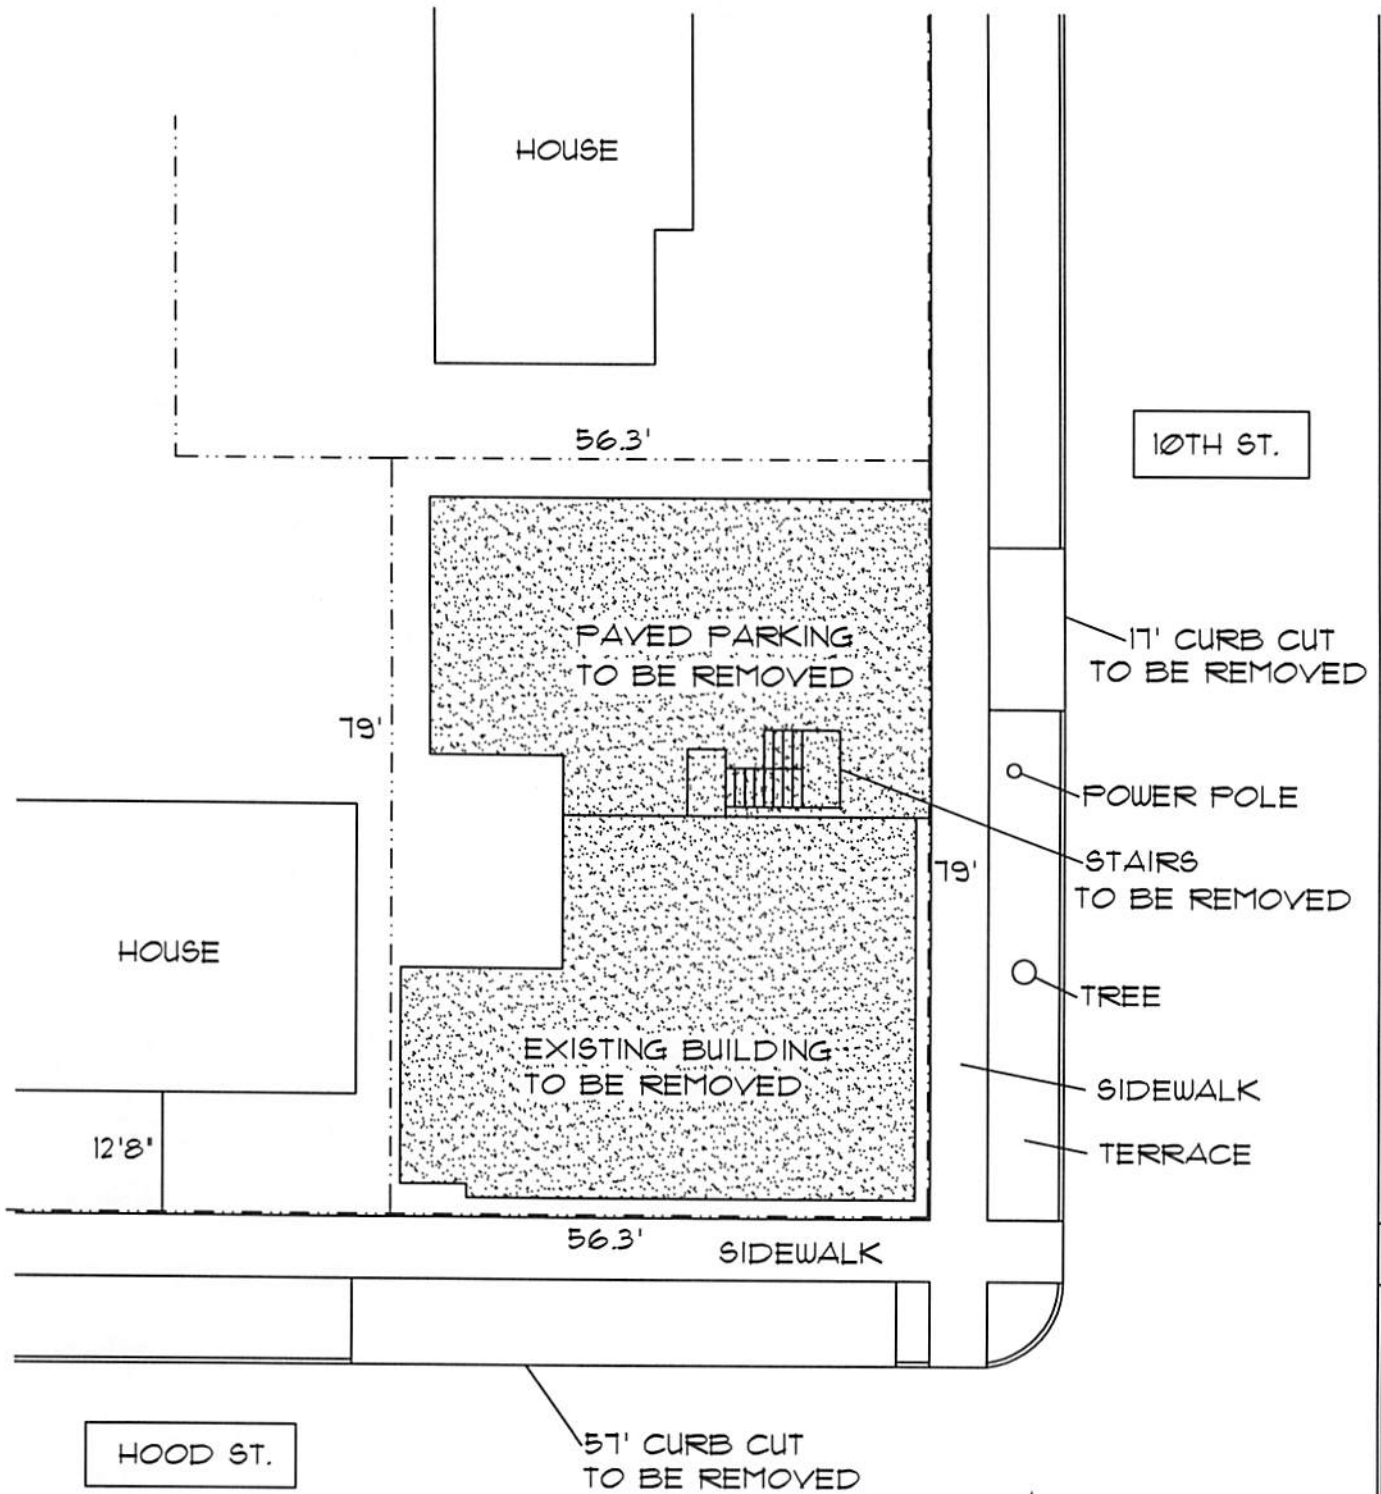 HOUSE
10TH ST.
56.3'
PAVED PARKING
TO BE REMOVED
17' CURB CUT
TO BE REMOVED
79'
POWER POLE
79'
STAIRS
TO BE REMOVED
HOUSE
TREE
EXISTING BUILDING
TO BE REMOVED
SIDEWALK
12'8"
TERRACE
56.3'
SIDEWALK
HOOD ST.
57' CURB CUT
TO BE REMOVED